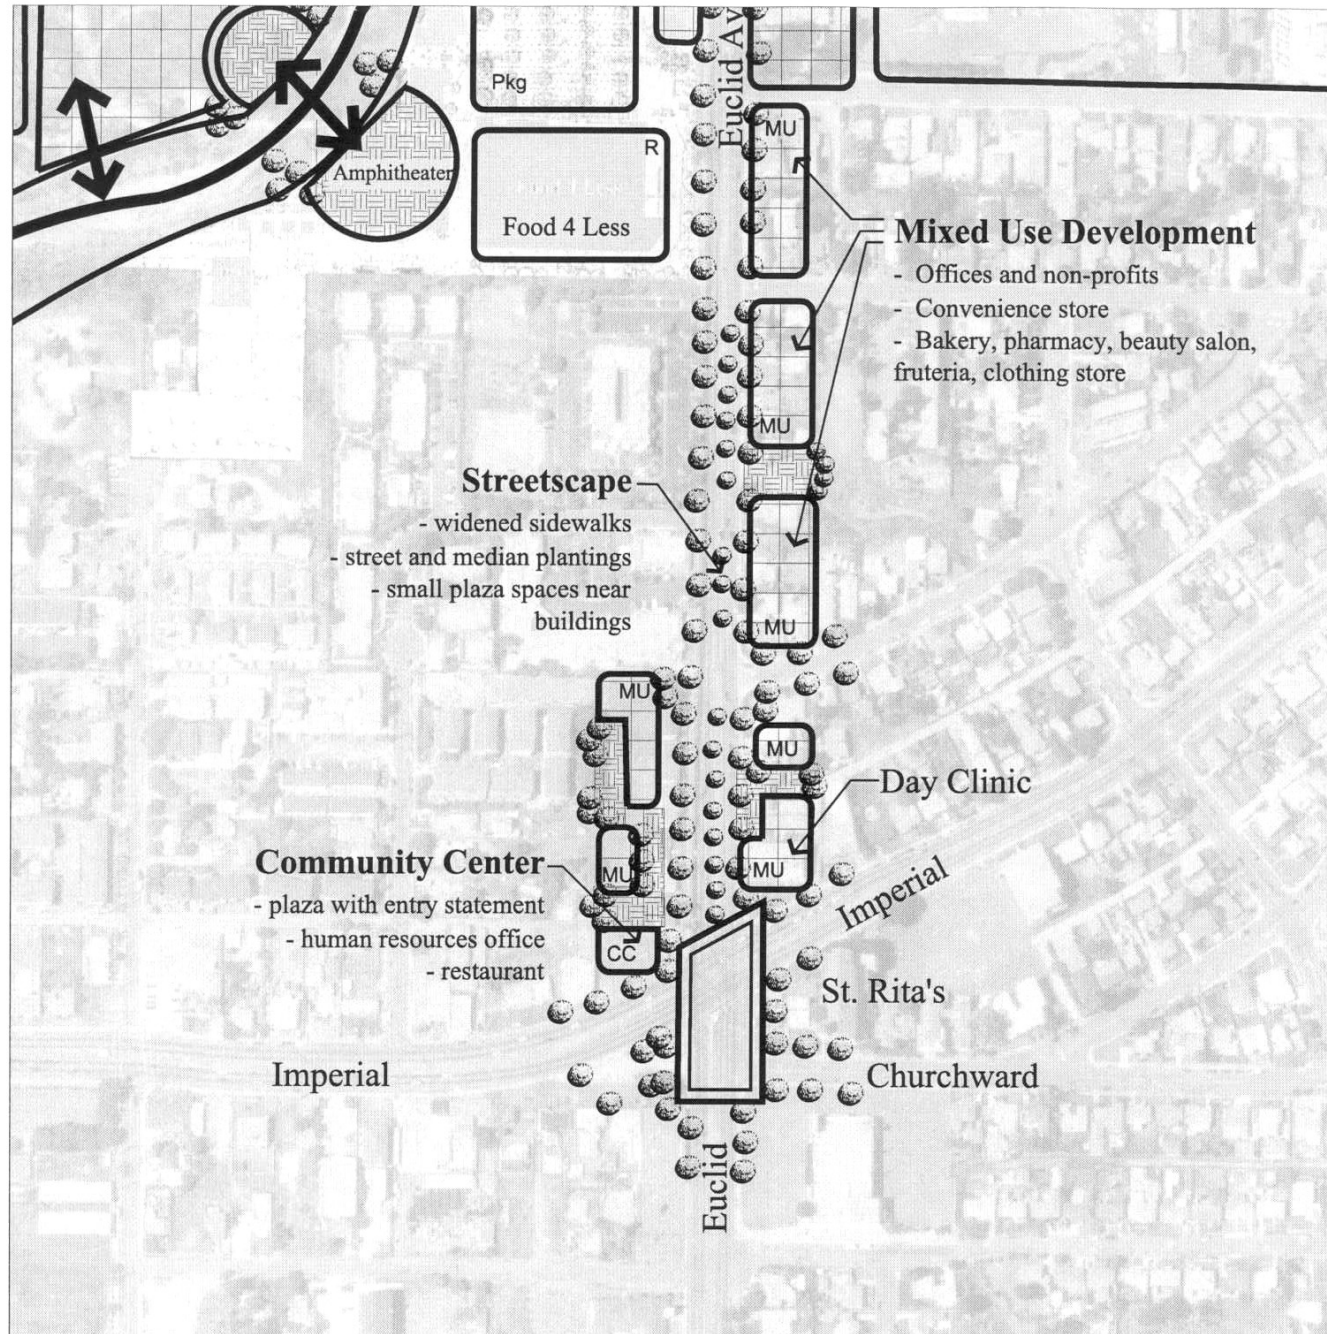 Pkg
Euclid Av
MU
R
Amphitheater
Food 4 Less
Mixed Use Development
- Offices and non-profits
- Convenience store
- Bakery, pharmacy, beauty salon,
fruteria, clothing store
MU
Streetscape
- widened sidewalks
- street and median plantings
- small plaza spaces near
buildings
MU
MU
MU
Day Clinic
Community Center
- plaza with entry statement
- human resources office
- restaurant
MU
MU
Imperial
CC
St. Rita's
Imperial
Churchward
Euclid